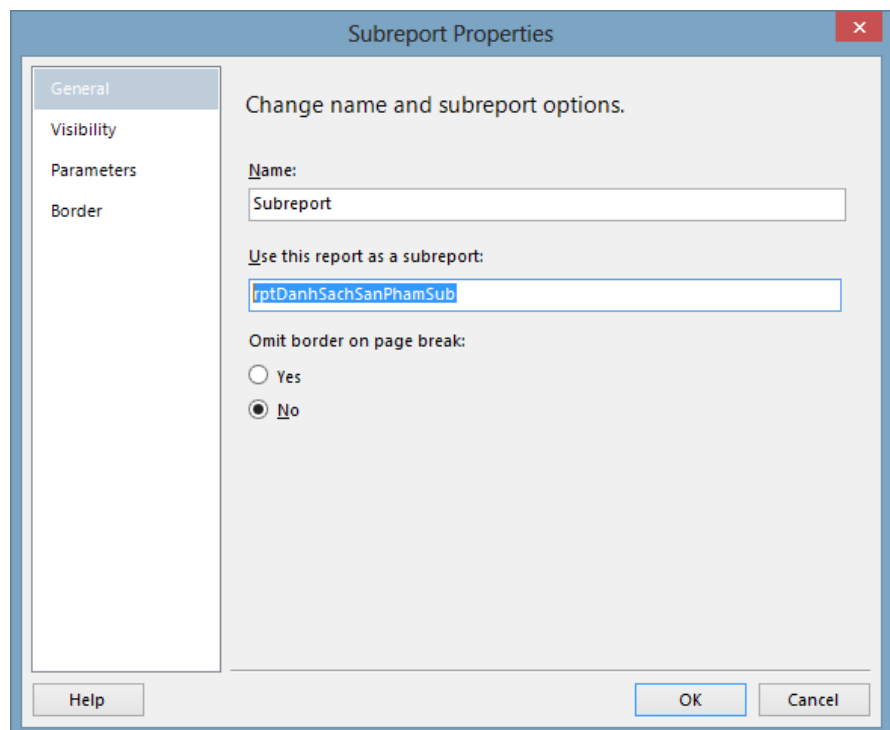 Subreport Properties
General
Visibility
Parameters
Border
Change name and subreport options.
Name:
Subreport
Use this report as a subreport:
rptDanhSachSanPhamSub
Omit border on page break:
Yes
No
Help
OK
Cancel